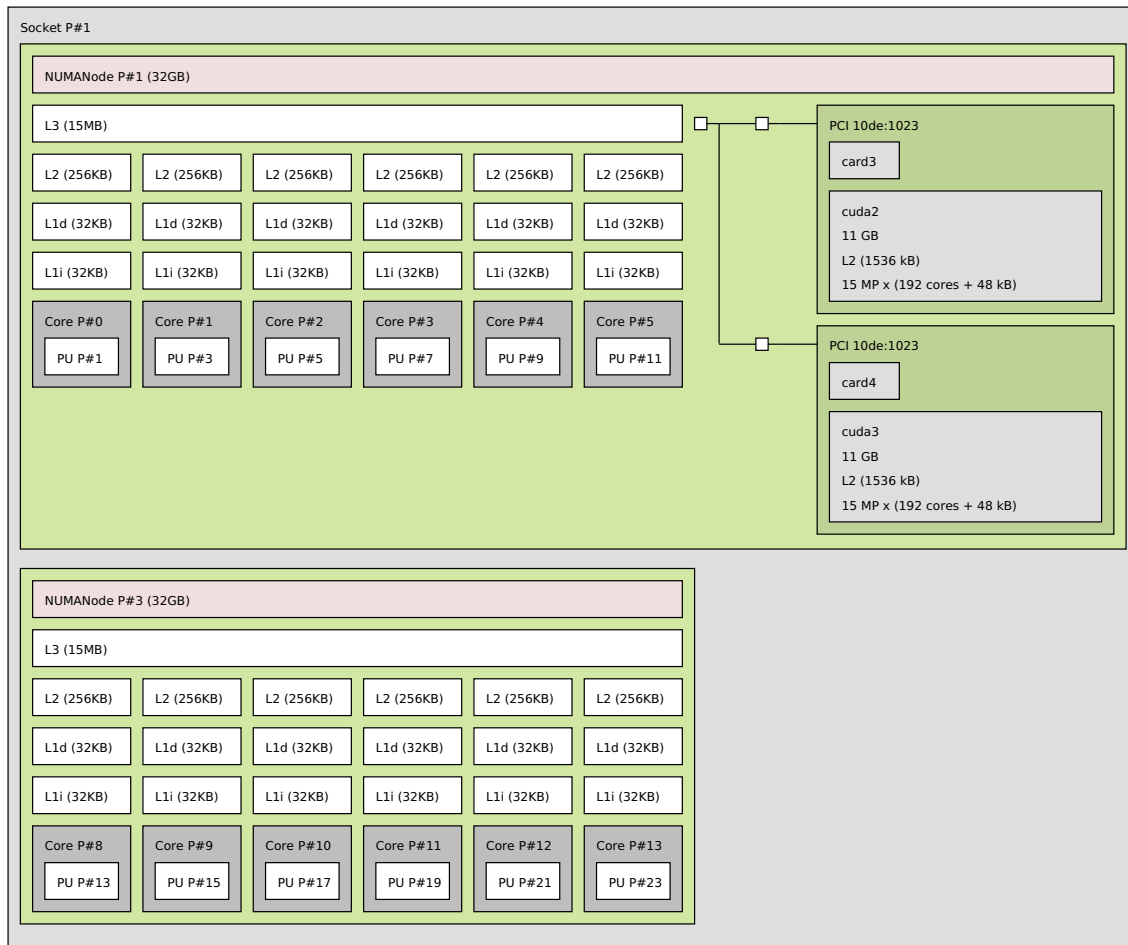 Socket P#1
NUMANode P#1 (32GB)
L3 (15MB)
PCI 10de:1023
card3
L2 (256KB) L2 (256KB) L2 (256KB) L2 (256KB) L2 (256KB) L2 (256KB)
L1d (32KB) L1d (32KB) L1d (32KB) L1d (32KB) L1d (32KB) L1d (32KB)
L1i (32KB) L1i (32KB) L1i (32KB) L1i (32KB) L1i (32KB) L1i (32KB)
cuda2
11 GB
L2 (1536 kB)
15 MP x (192 cores + 48 kB)
Core P#0 Core P#1 Core P#2 Core P#3 Core P#4 Core P#5
PU P#1 PU P#3 PU P#5 PU P#7 PU P#9 PU P#11
PCI 10de:1023
card4
cuda3
11 GB
L2 (1536 kB)
15 MP x (192 cores + 48 kB)
NUMANode P#3 (32GB)
L3 (15MB)
L2 (256KB) L2 (256KB) L2 (256KB) L2 (256KB) L2 (256KB) L2 (256KB)
L1d (32KB) L1d (32KB) L1d (32KB) L1d (32KB) L1d (32KB) L1d (32KB)
L1i (32KB) L1i (32KB) L1i (32KB) L1i (32KB) L1i (32KB) L1i (32KB)
Core P#8 Core P#9 Core P#10 Core P#11 Core P#12 Core P#13
PU P#13 PU P#15 PU P#17 PU P#19 PU P#21 PU P#23